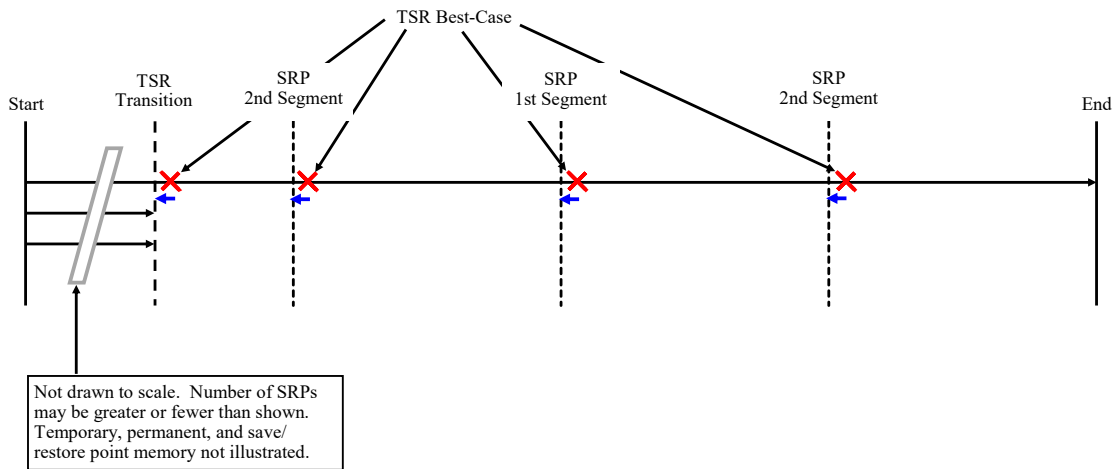 TSR Best-Case
TSR
Transition
SRP
2nd Segment
SRP
1st Segment
SRP
2nd Segment
Start
End
Not drawn to scale.  Number of SRPs
may be greater or fewer than shown.
Temporary, permanent, and save/
restore point memory not illustrated.